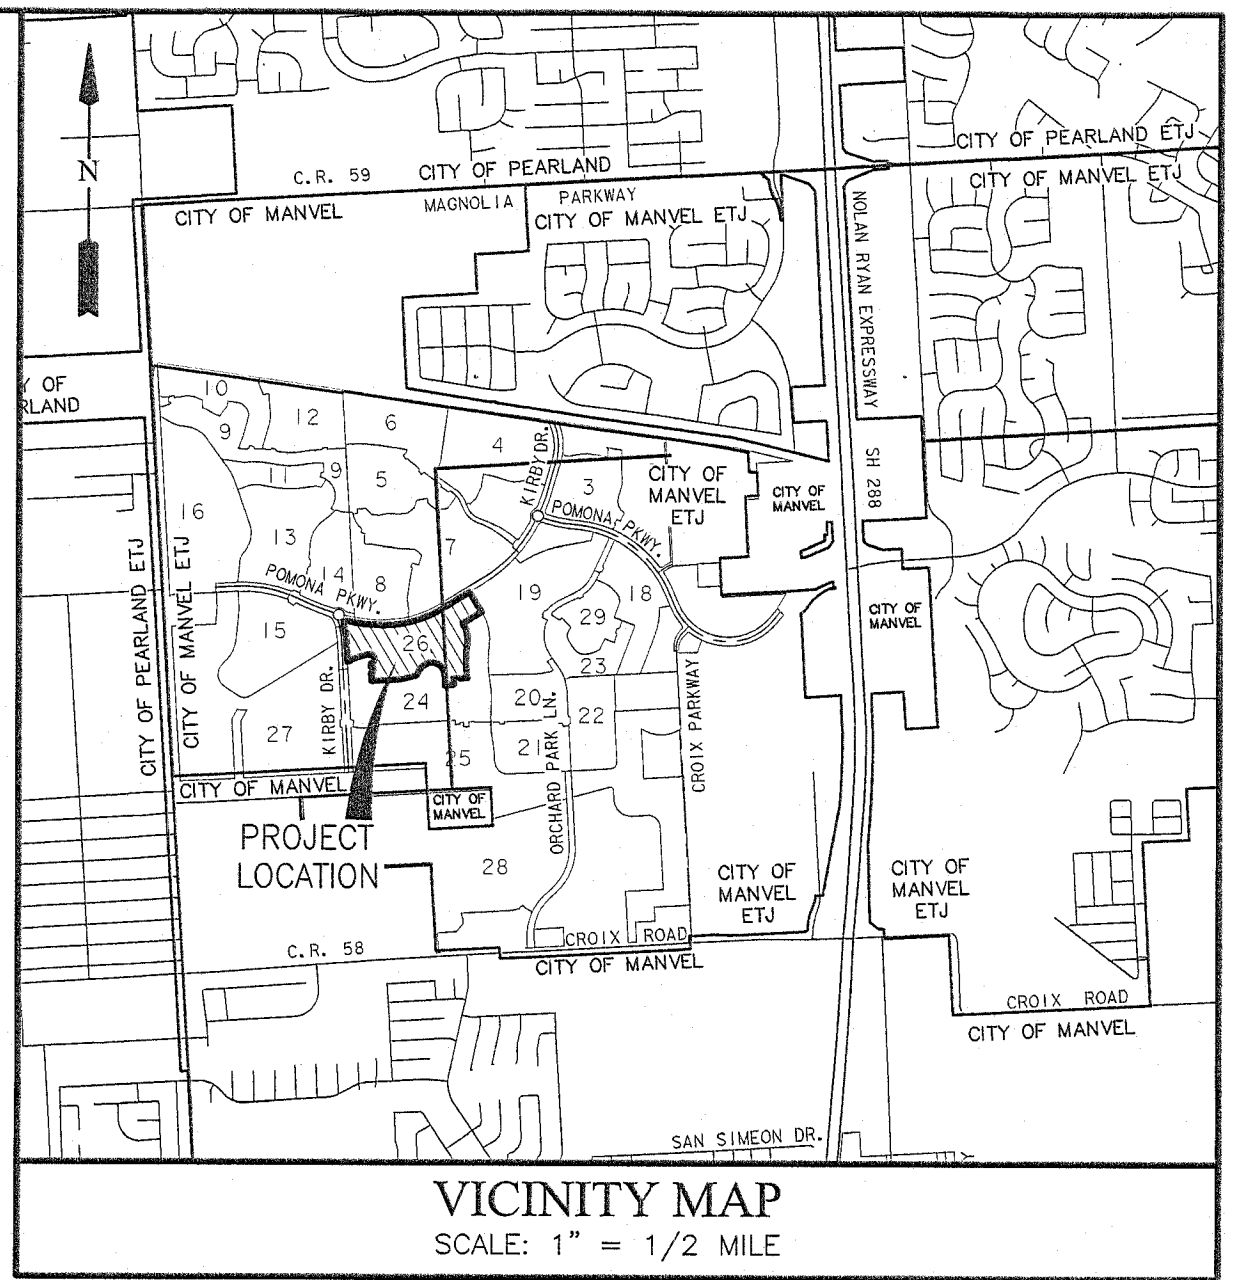 N
C.R. 59
CITY OF PEARLAND
CITY OF PEARLAND ETJ
CITY OF MANVEL ETJ
CITY OF MANVEL
MAGNOLIA PARKWAY
CITY OF MANVEL ETJ
NOLAN RYAN EXPRESSWAY
OF
10
12
6
9
4
KIRBY DR.
SH 288
CITY OF
MANVEL
ETJ
CITY OF
MANVEL
11
9
5
3
16
POMONA PKWY.
13
7
14
8
POMONA PKWY.
19
18
29
CITY OF
MANVEL
15
26
23
CITY OF PEARLAND ETJ
CITY OF MANVEL ETJ
KIRBY DR.
24
20
22
ORCHARD PARK LN.
CROIX PARKWAY
27
25
21
CITY OF MANVEL
CITY OF
MANVEL
PROJECT
LOCATION
28
CITY OF
MANVEL
ETJ
CITY OF
MANVEL
ETJ
C.R. 58
CROIX ROAD
CITY OF MANVEL
CROIX ROAD
CITY OF MANVEL
SAN SIMEON DR.
VICINITY MAP
SCALE: 1" = 1/2 MILE